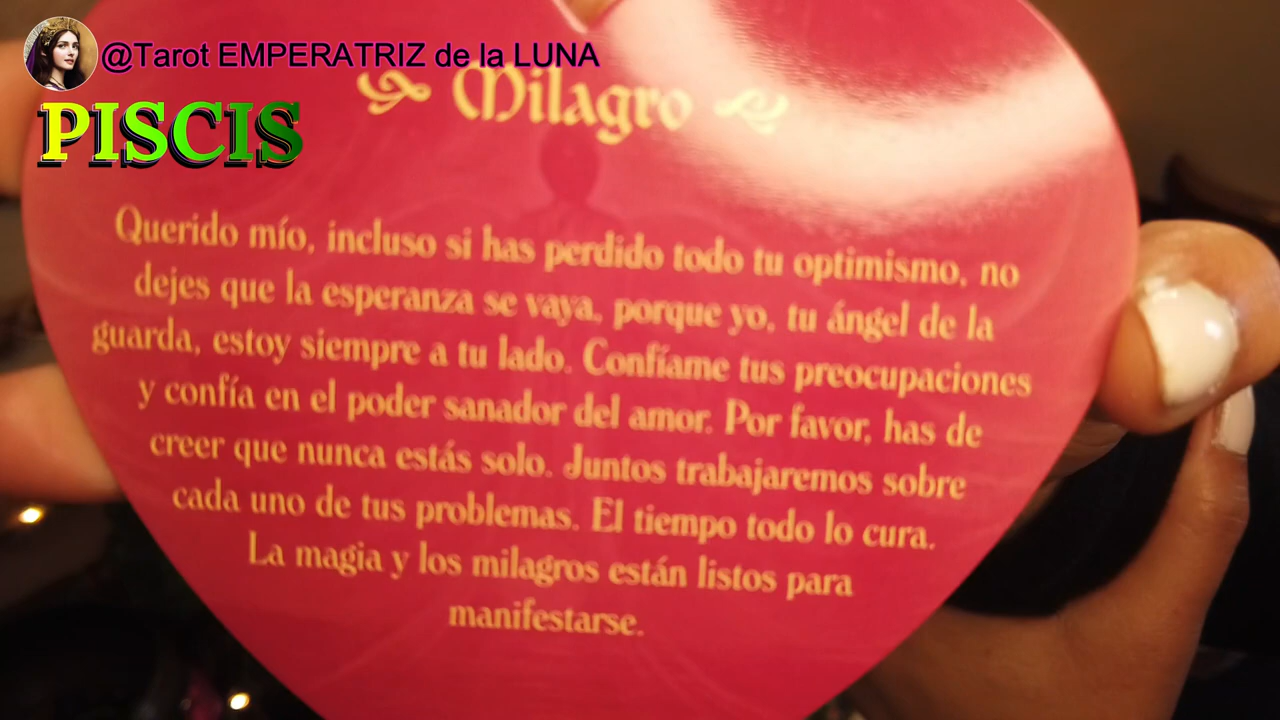 @Tarot EMPERATRIZ de la LUNA
PISCIS
Milagro
Querido mío, incluso si has perdido todo tu optimismo, no
dejes que la esperanza se vaya, porque yo, tu ángel de la
guarda, estoy siempre a tu lado. Confíame tus preocupaciones
y confía en el poder sanador del amor. Por favor, has de
creer que nunca estás solo. Juntos trabajaremos sobre
cada uno de tus problemas. El tiempo todo lo cura.
La magia y los milagros están listos para
manifestarse.